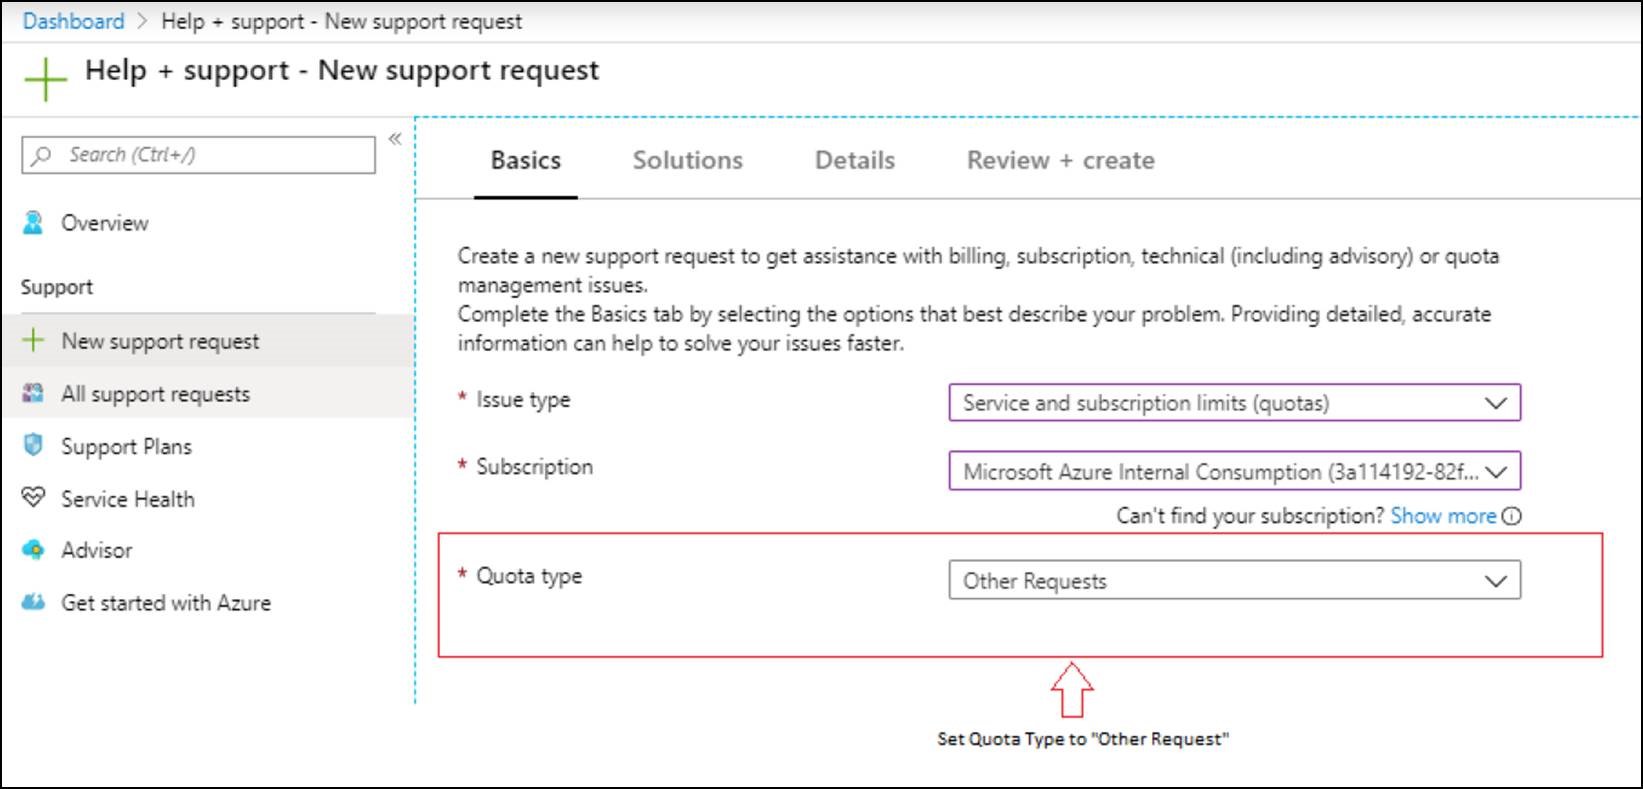 Dashboard > Help + support - New support request
Help + support - New support request
Search (Ctrl+/)
«
Overview
Support
New support request
All support requests
Support Plans
Service Health
Advisor
Get started with Azure
Basics Solutions Details Review + create
Create a new support request to get assistance with billing, subscription, technical (including advisory) or quota
management issues.
Complete the Basics tab by selecting the options that best describe your problem. Providing detailed, accurate
information can help to solve your issues faster.
* Issue type Service and subscription limits (quotas)
* Subscription Microsoft Azure Internal Consumption (3a114192-82f...
Can't find your subscription? Show more
* Quota type Other Requests
Set Quota Type to "Other Request"